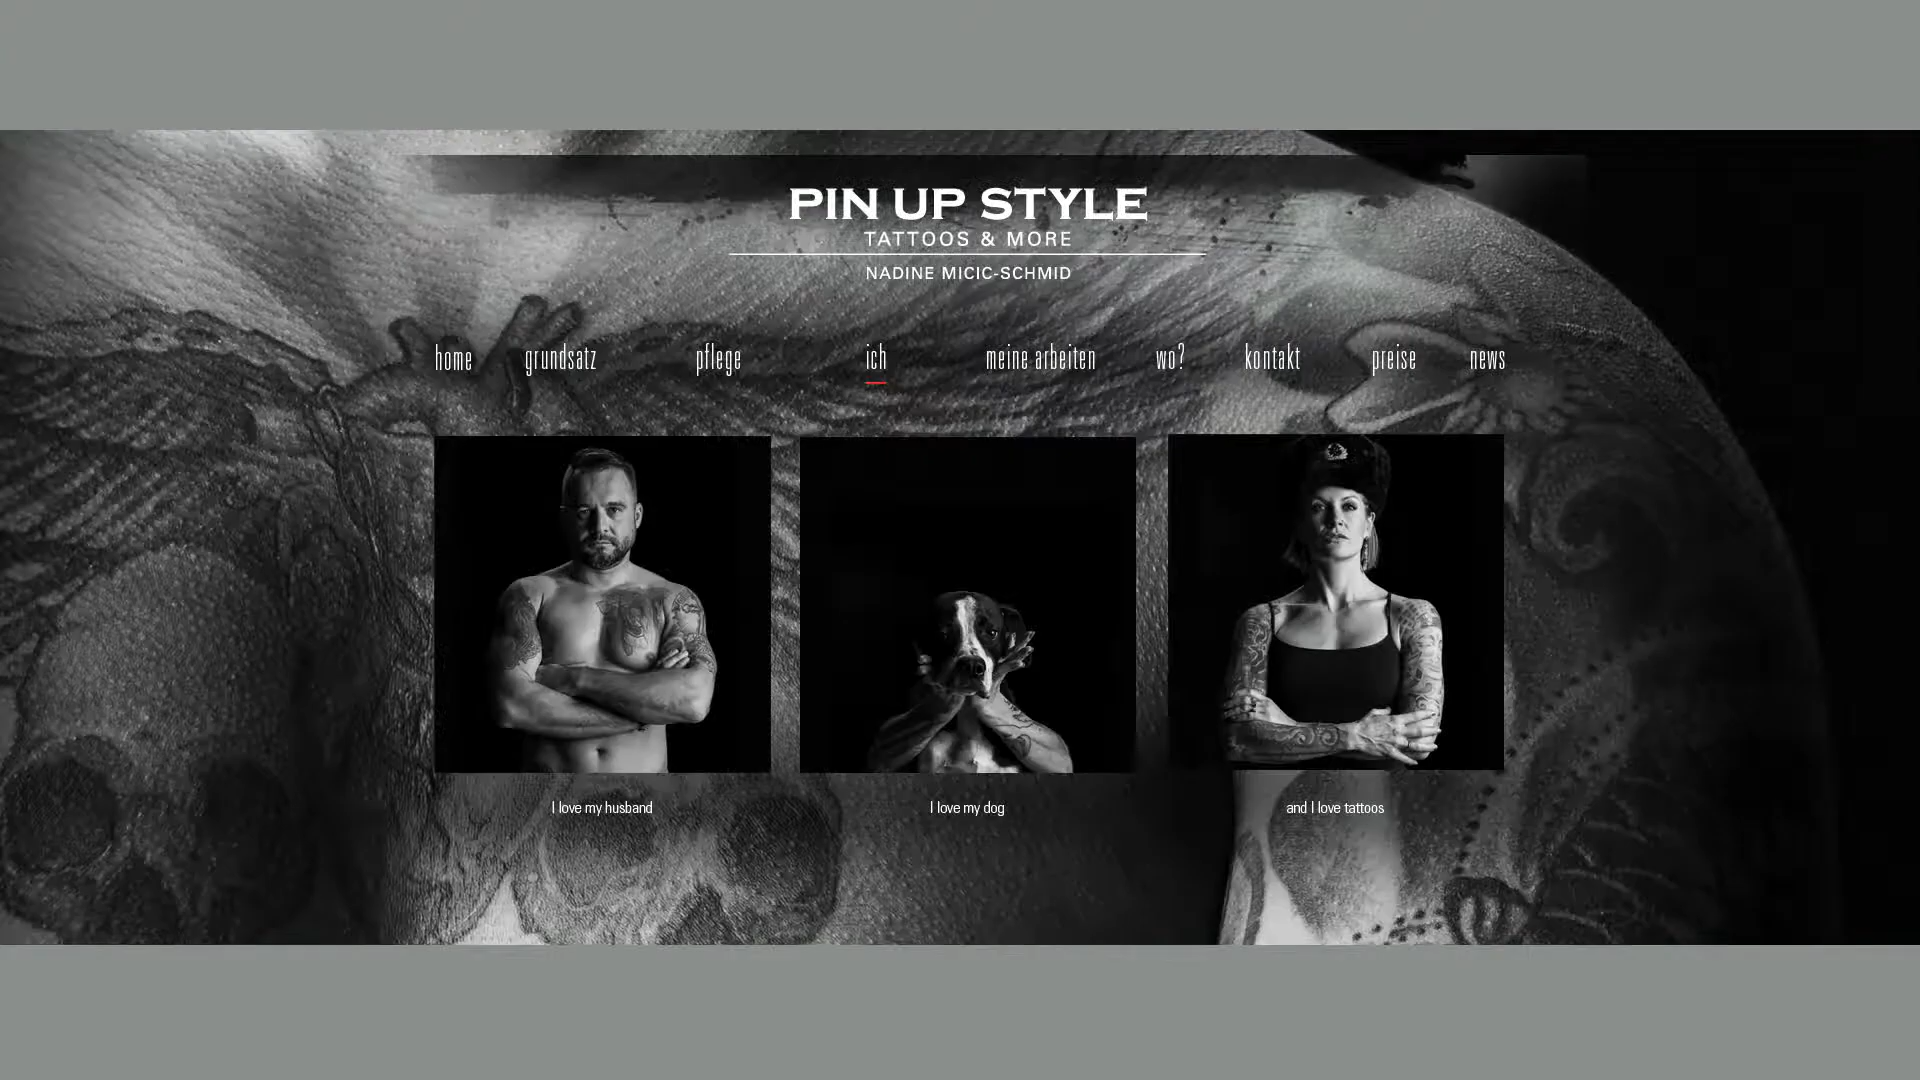 PIN UP STYLE
TATTOOS & MORE
NADINE MICIC-SCHMID
home grundsatz pflege ich meine arbeiten wo? kontakt preise news
I love my husband
I love my dog
and I love tattoos